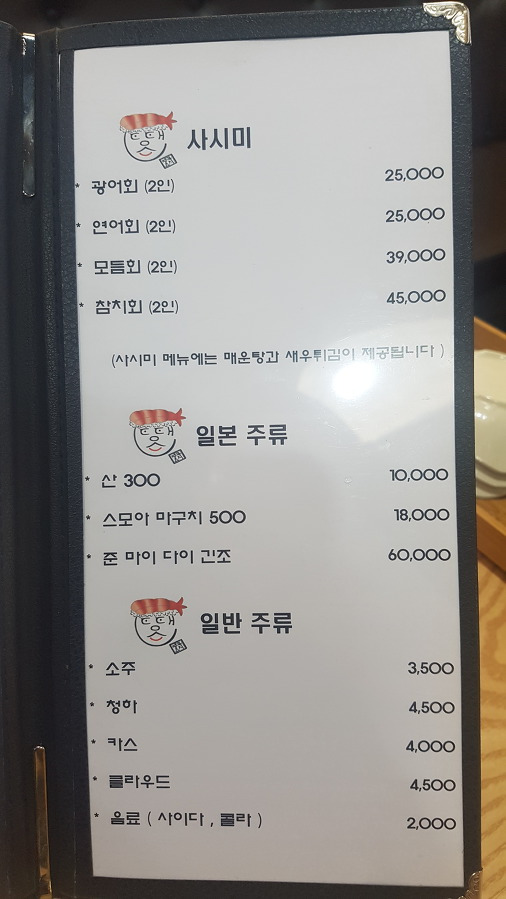 사시미
* 광어회 (2인) 25,000
* 연어회 (2인) 25,000
* 모듬회 (2인) 39,000
* 참치회 (2인) 45,000
(사시미 메뉴에는 매운탕과 새우튀김이 제공됩니다 )
일본 주류
* 산 300 10,000
* 스모아 마구치 500 18,000
* 준 마이 다이 긴조 60,000
일반 주류
* 소주 3,500
* 청하 4,500
* 카스 4,000
* 클라우드 4,500
* 음료 ( 사이다 , 콜라 ) 2,000